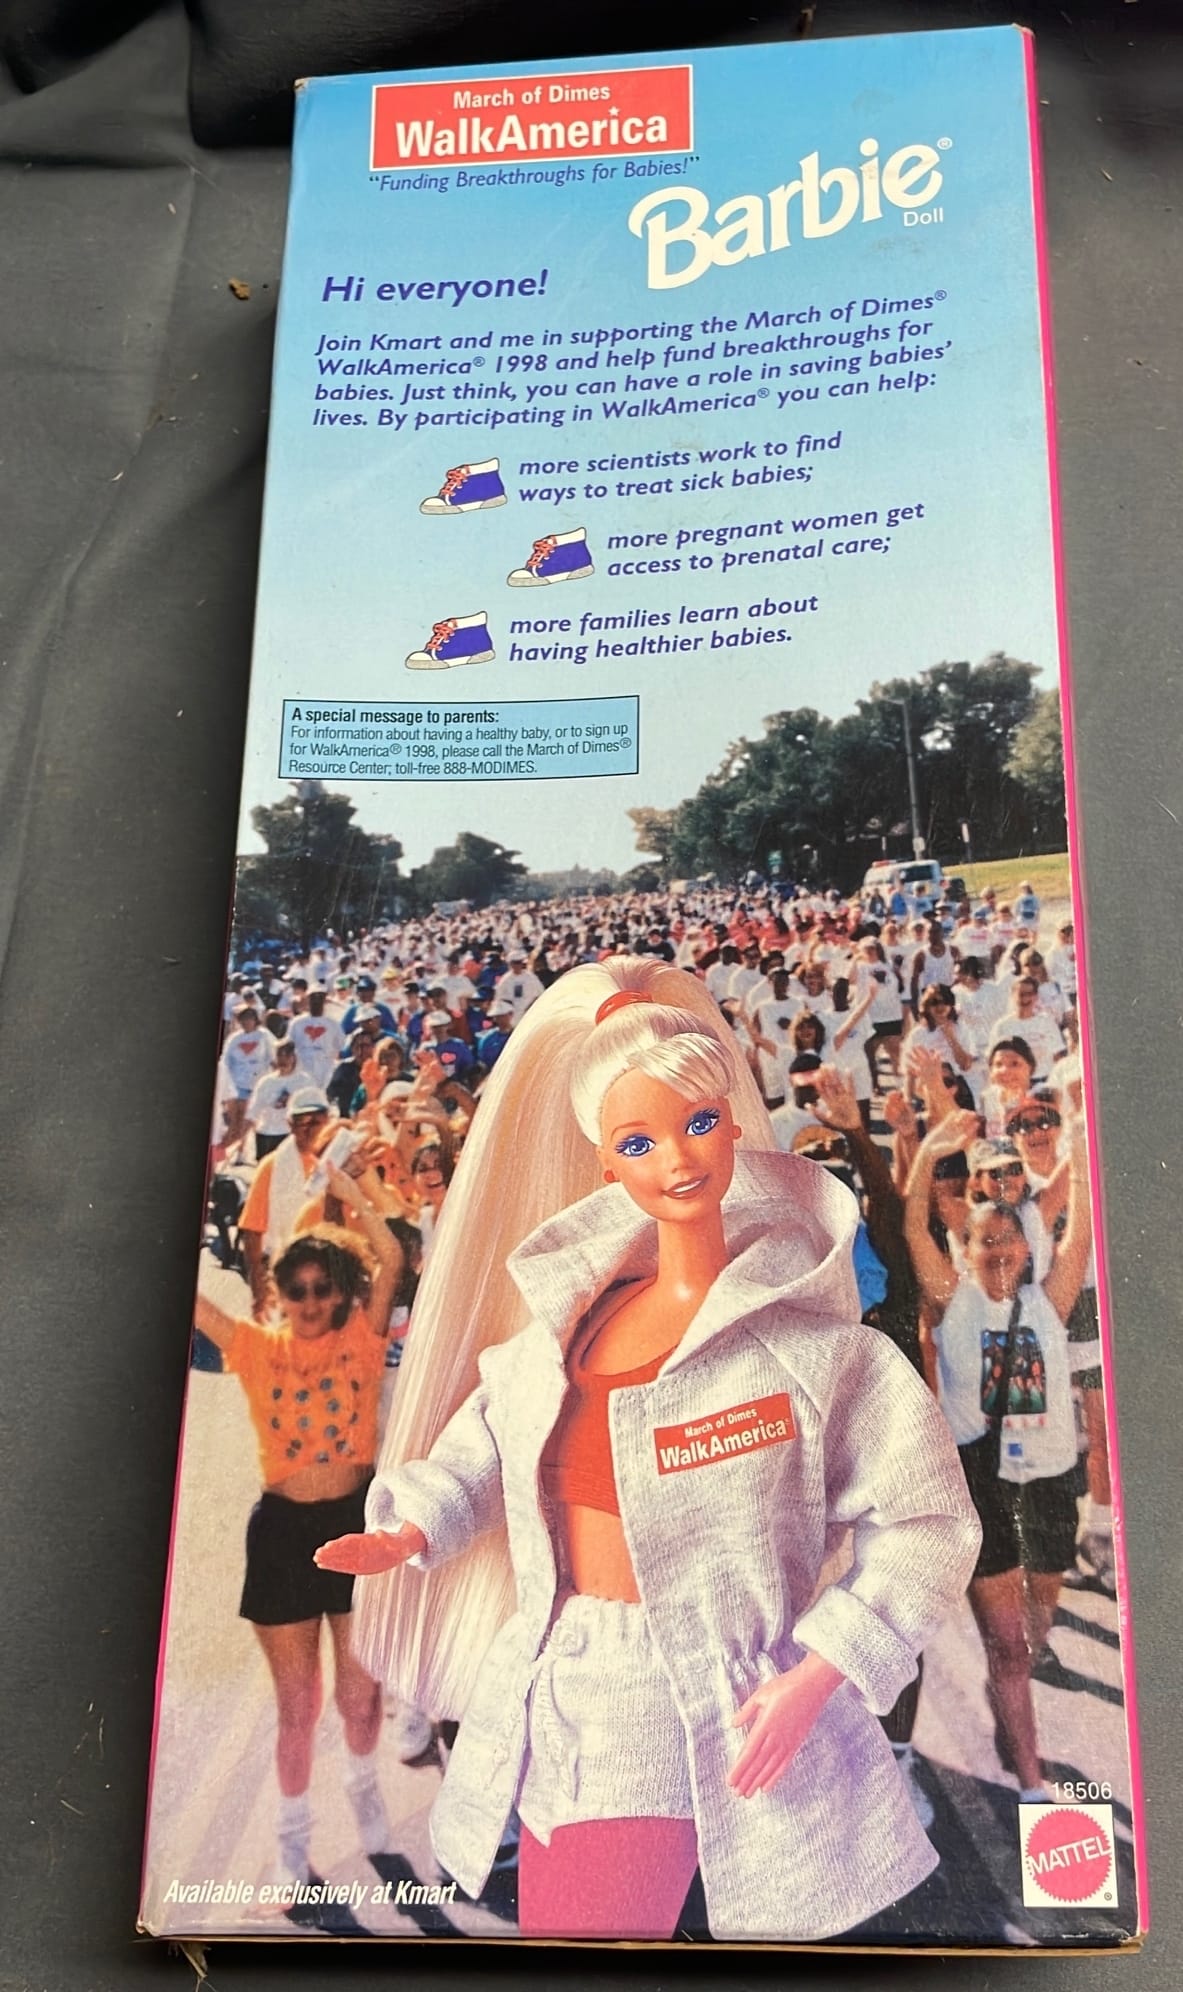 March of Dimes
WalkAmerica
"Funding Breakthroughs for Babies!"
Barbie®
Doll
Hi everyone!
Join Kmart and me in supporting the March of Dimes®
WalkAmerica® 1998 and help fund breakthroughs for
babies. Just think, you can have a role in saving babies'
lives. By participating in WalkAmerica® you can help:
more scientists work to find
ways to treat sick babies;
more pregnant women get
access to prenatal care;
more families learn about
having healthier babies.
A special message to parents:
For information about having a healthy baby, or to sign up
for WalkAmerica® 1998, please call the March of Dimes®
Resource Center; toll-free 888-MODIMES.
March of Dimes
WalkAmerica
18506
MATTEL
®
Available exclusively at Kmart